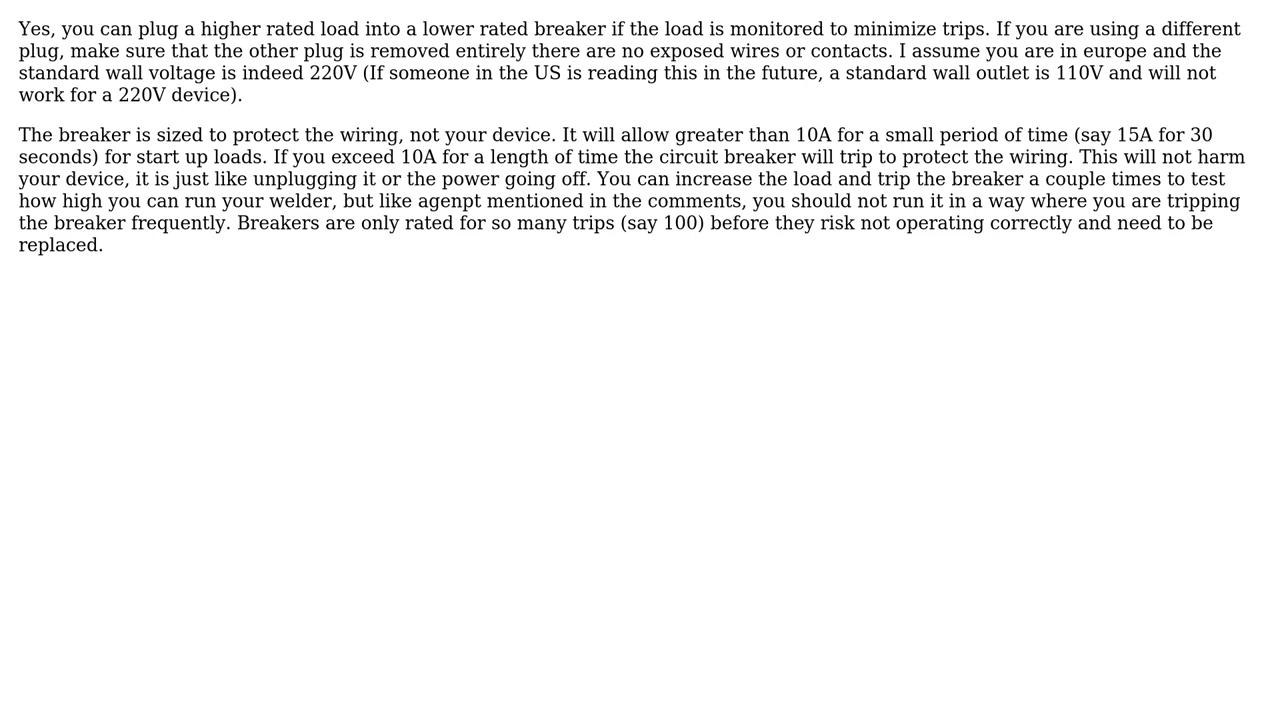 Yes, you can plug a higher rated load into a lower rated breaker if the load is monitored to minimize trips. If you are using a different
plug, make sure that the other plug is removed entirely there are no exposed wires or contacts. I assume you are in europe and the
standard wall voltage is indeed 220V (If someone in the US is reading this in the future, a standard wall outlet is 110V and will not
work for a 220V device).
The breaker is sized to protect the wiring, not your device. It will allow greater than 10A for a small period of time (say 15A for 30
seconds) for start up loads. If you exceed 10A for a length of time the circuit breaker will trip to protect the wiring. This will not harm
your device, it is just like unplugging it or the power going off. You can increase the load and trip the breaker a couple times to test
how high you can run your welder, but like agenpt mentioned in the comments, you should not run it in a way where you are tripping
the breaker frequently. Breakers are only rated for so many trips (say 100) before they risk not operating correctly and need to be
replaced.